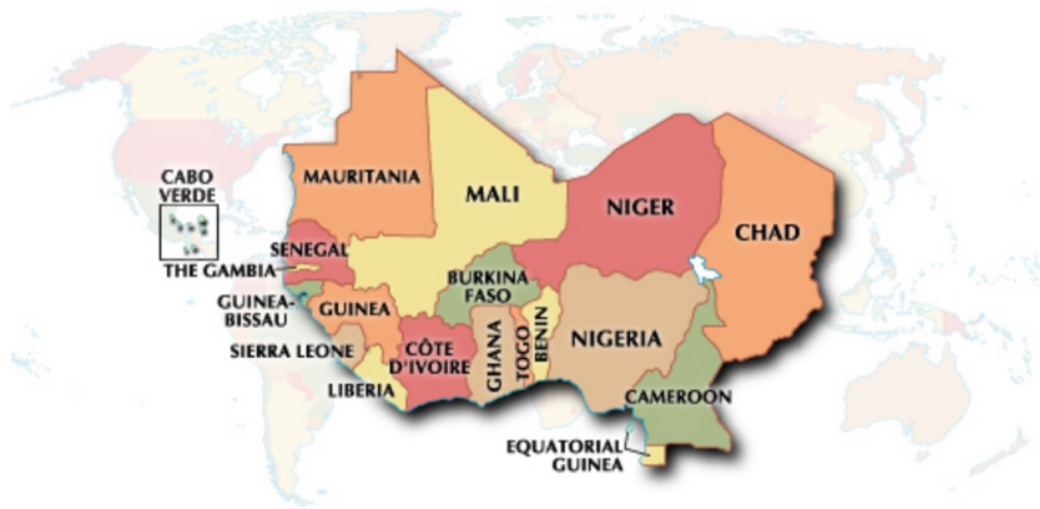 CABO
VERDE
MAURITANIA
MALI
NIGER
CHAD
SENEGAL
THE GAMBIA
GUINEA-
BISSAU
GUINEA
BURKINA
FASO
SIERRA LEONE
CÔTE
D'IVOIRE
GHANA
TOGO
BENIN
NIGERIA
LIBERIA
CAMEROON
EQUATORIAL
GUINEA